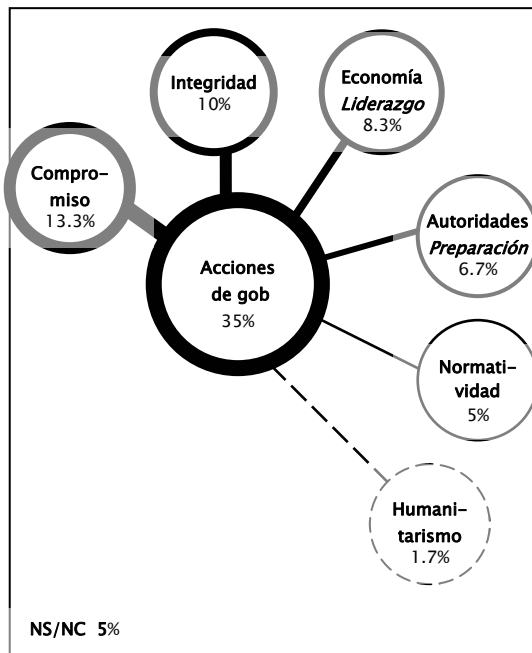 Integridad
10%
Economía
Liderazgo
8.3%
Compro-
miso
13.3%
Autoridades
Preparación
6.7%
Acciones
de gob
35%
Normati-
vidad
5%
Humani-
tarismo
1.7%
NS/NC 5%